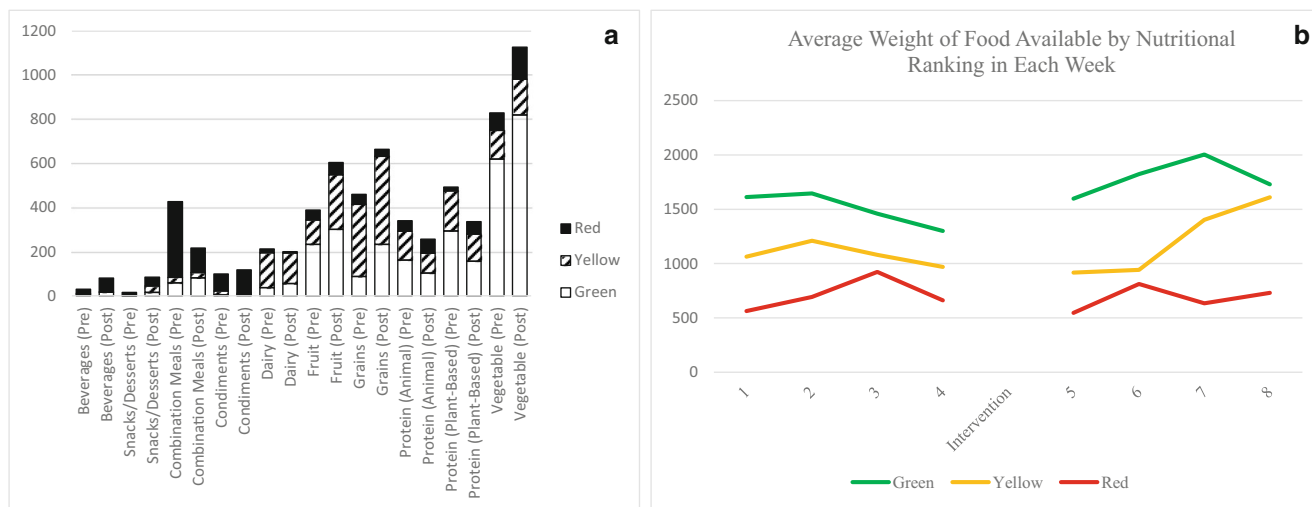 a
1200
1000
800
600
400
200
0
Beverages (Pre)
Beverages (Post)
Snacks/Desserts (Pre)
Snacks/Desserts (Post)
Combination Meals (Pre)
Combination Meals (Post)
Condiments (Pre)
Condiments (Post)
Dairy (Pre)
Dairy (Post)
Fruit (Pre)
Fruit (Post)
Grains (Pre)
Grains (Post)
Protein (Animal) (Pre)
Protein (Animal) (Post)
Protein (Plant-Based) (Pre)
Protein (Plant-Based) (Post)
Vegetable (Pre)
Vegetable (Post)
Red
Yellow
Green
b
Average Weight of Food Available by Nutritional
Ranking in Each Week
2500
2000
1500
1000
500
0
1
2
3
4
Intervention
5
6
7
8
Green
Yellow
Red